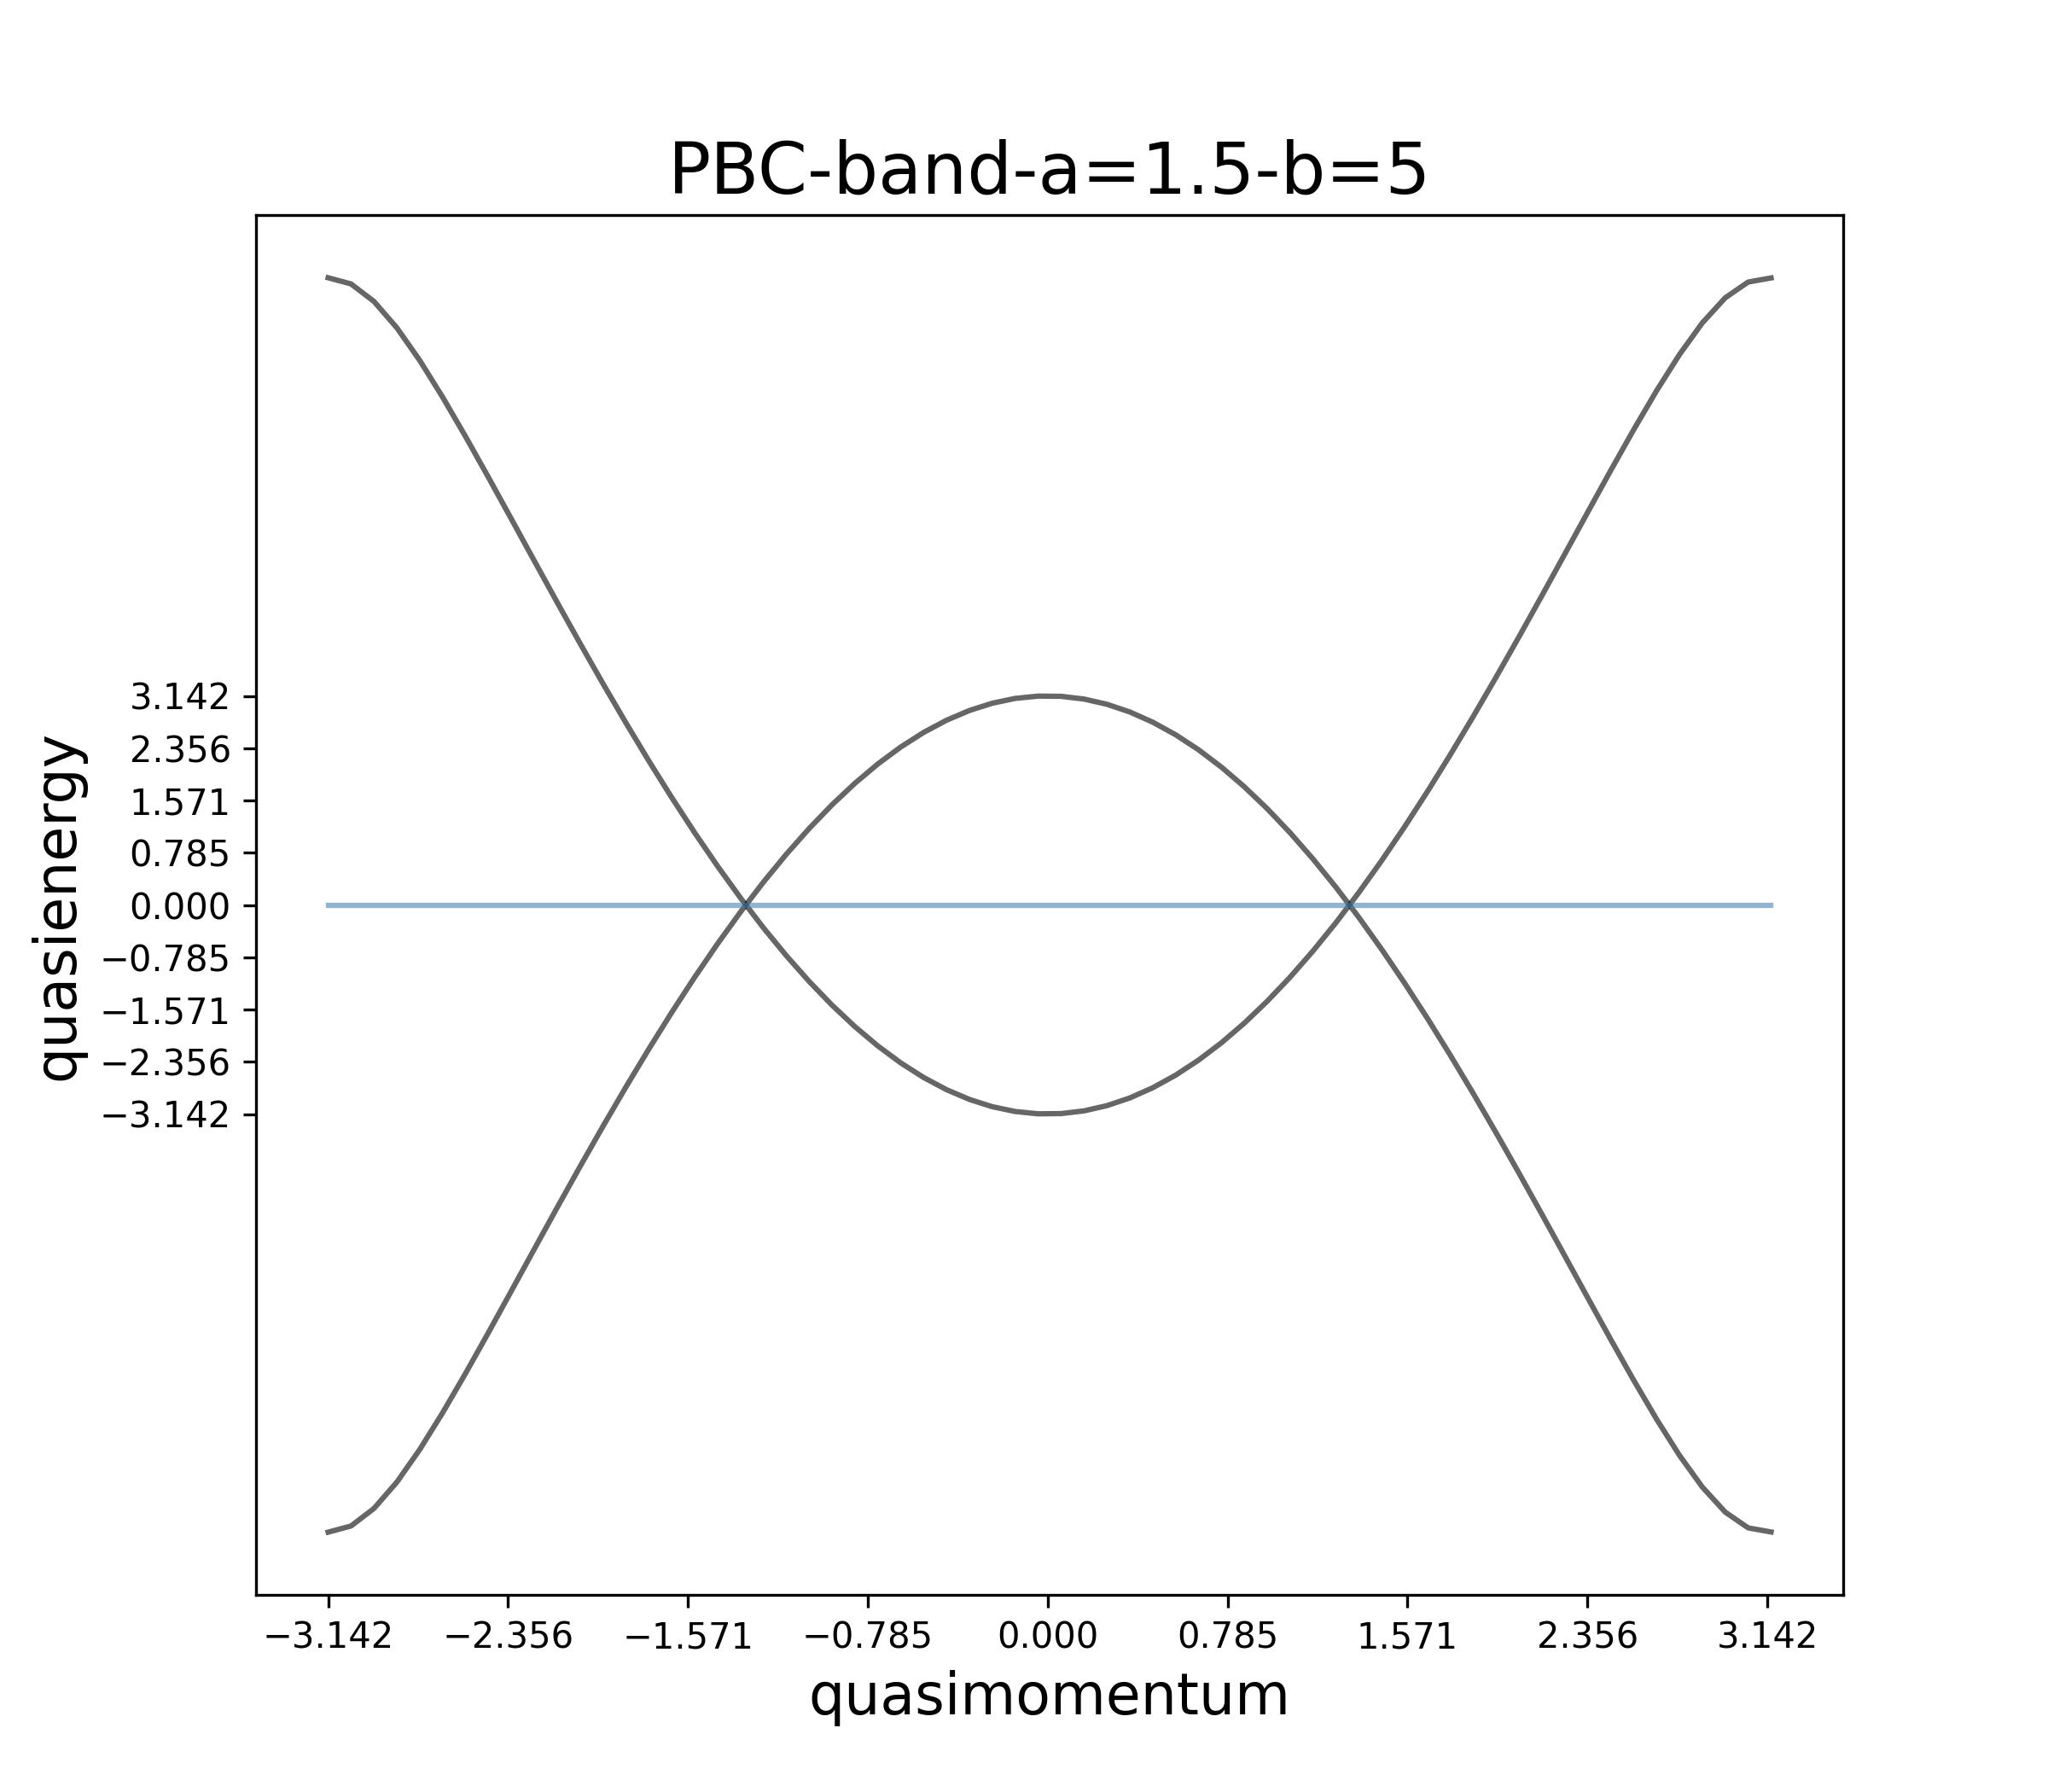 PBC-band-a=1.5-b=5
quasienergy
3.142
2.356
1.571
0.785
0.000
−0.785
−1.571
−2.356
−3.142
−3.142 −2.356 −1.571 −0.785 0.000 0.785 1.571 2.356 3.142
quasimomentum